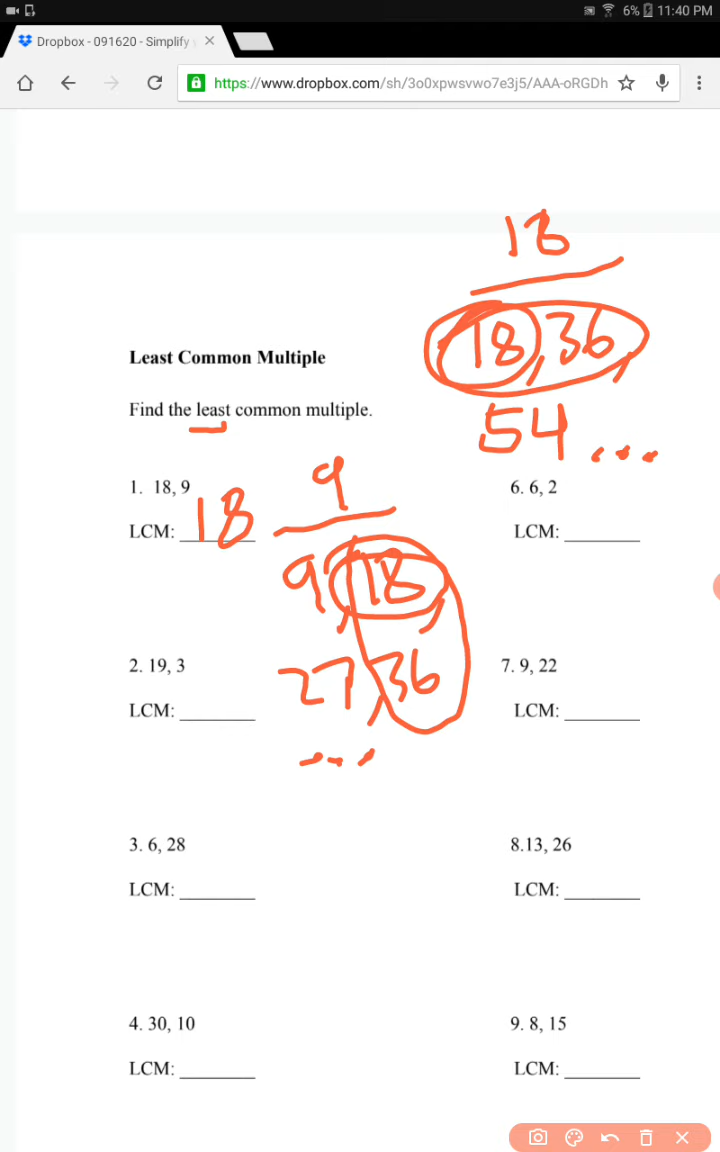 6% 11:40 PM
Dropbox - 091620 - Simplify
https://www.dropbox.com/sh/3o0xpwsvwo7e3j5/AAA-oRGDh
18
18, 36,
54 ...
Least Common Multiple
Find the least common multiple.
1. 18, 9
LCM: 18
9
9, 18,
27, 36
...
6. 6, 2
LCM: ________
2. 19, 3
LCM: ________
7. 9, 22
LCM: ________
3. 6, 28
LCM: ________
8.13, 26
LCM: ________
4. 30, 10
LCM: ________
9. 8, 15
LCM: ________